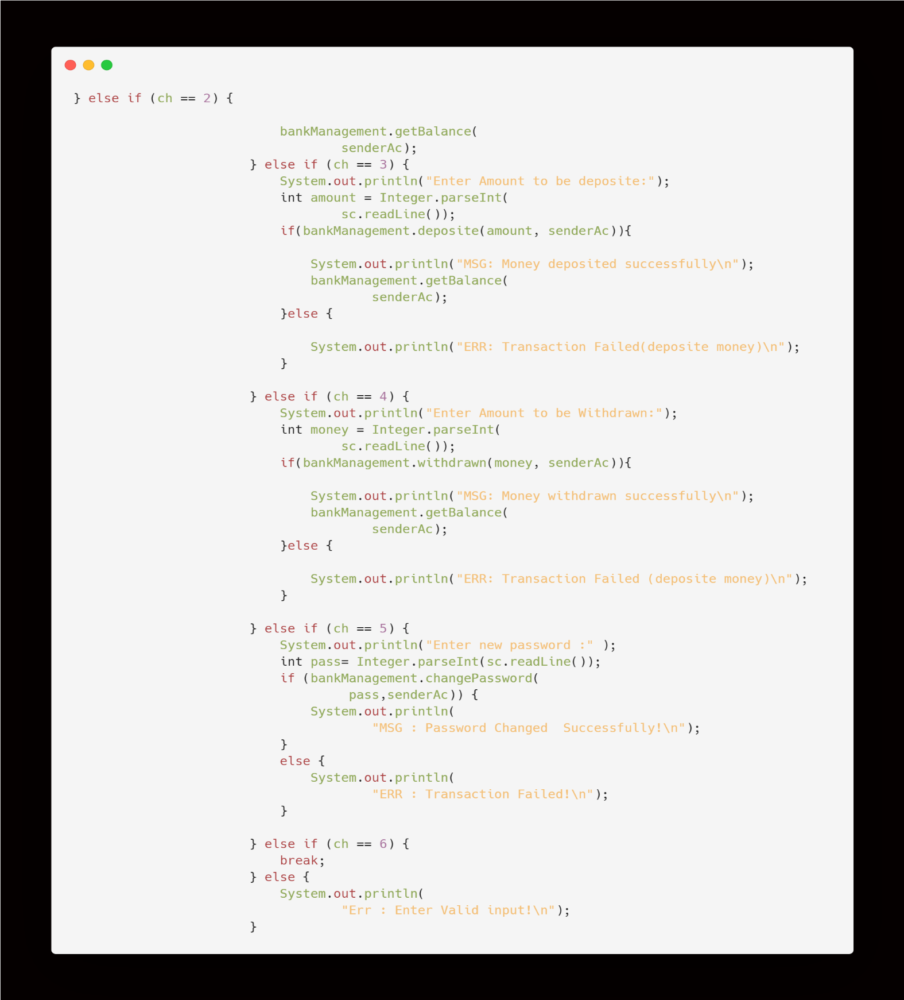 } else if (ch == 2) {
bankManagement.getBalance(
senderAc);
} else if (ch == 3) {
System.out.println("Enter Amount to be deposite:");
int amount = Integer.parseInt(
sc.readLine());
if(bankManagement.deposite(amount, senderAc)){
System.out.println("MSG: Money deposited successfully\n");
bankManagement.getBalance(
senderAc);
}else {
System.out.println("ERR: Transaction Failed(deposite money)\n");
}
} else if (ch == 4) {
System.out.println("Enter Amount to be Withdrawn:");
int money = Integer.parseInt(
sc.readLine());
if(bankManagement.withdrawn(money, senderAc)){
System.out.println("MSG: Money withdrawn successfully\n");
bankManagement.getBalance(
senderAc);
}else {
System.out.println("ERR: Transaction Failed (deposite money)\n");
}
} else if (ch == 5) {
System.out.println("Enter new password :" );
int pass= Integer.parseInt(sc.readLine());
if (bankManagement.changePassword(
pass,senderAc)) {
System.out.println(
"MSG : Password Changed  Successfully!\n");
}
else {
System.out.println(
"ERR : Transaction Failed!\n");
}
} else if (ch == 6) {
break;
} else {
System.out.println(
"Err : Enter Valid input!\n");
}